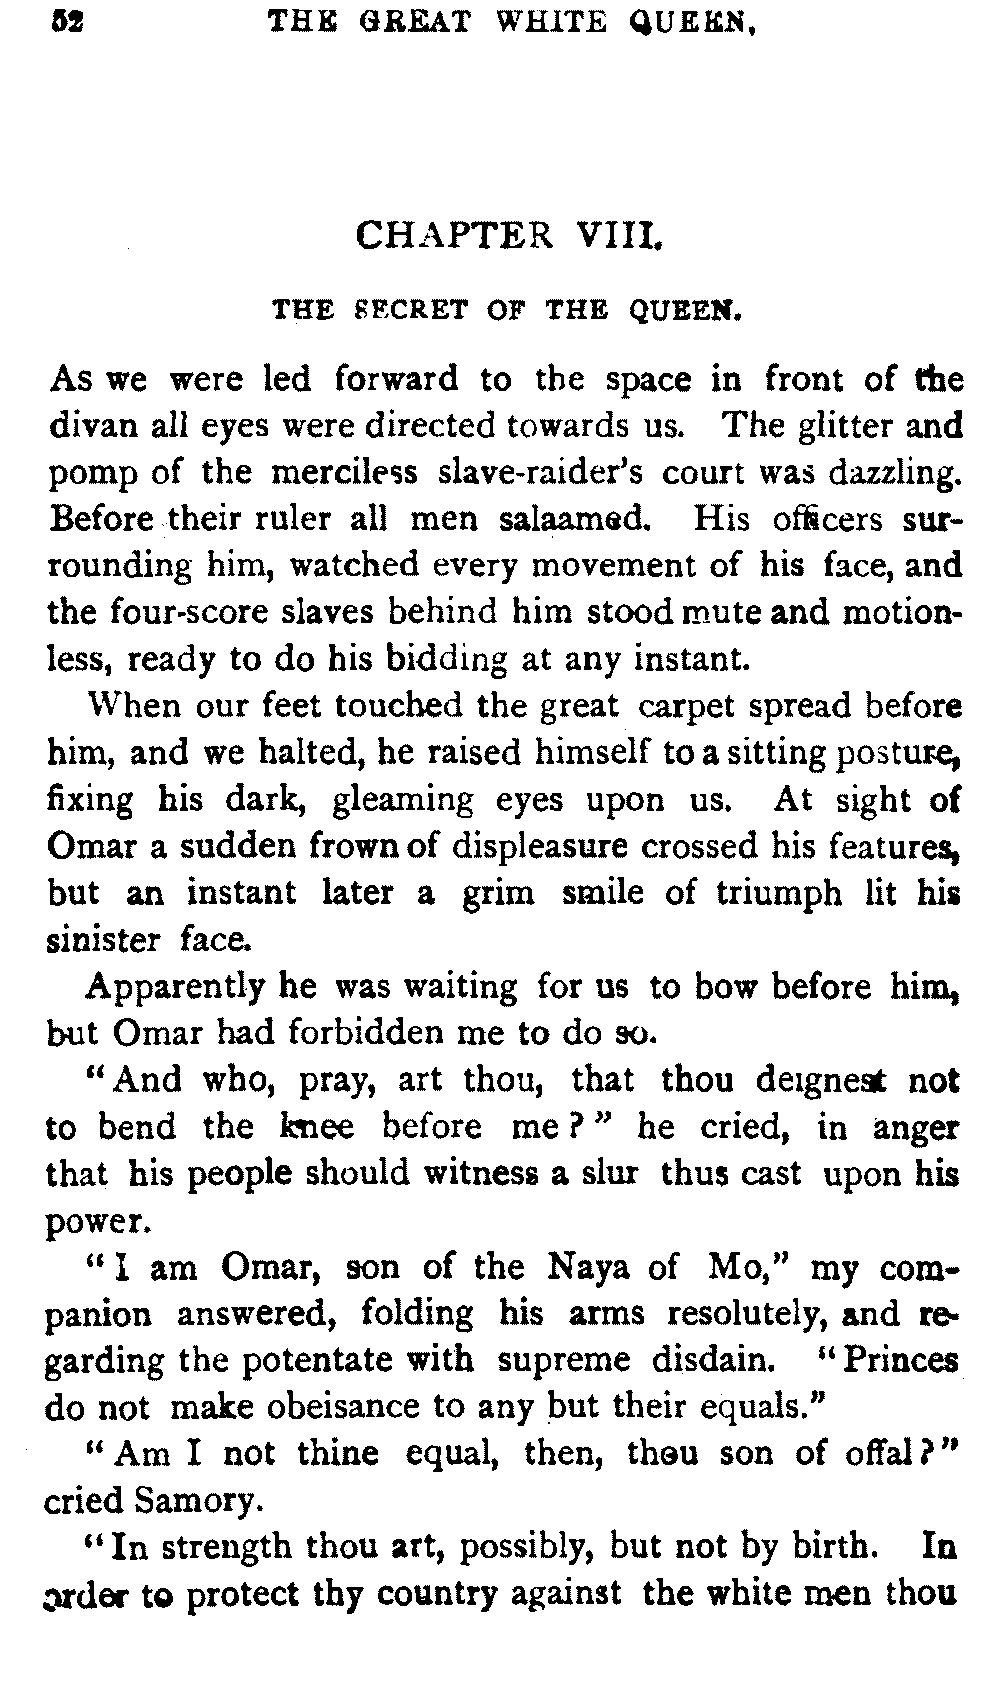 52 THE GREAT WHITE QUEEN.
CHAPTER VIII.
THE SECRET OF THE QUEEN.
As we were led forward to the space in front of the
divan all eyes were directed towards us. The glitter and
pomp of the merciless slave-raider's court was dazzling.
Before their ruler all men salaamed. His officers sur-
rounding him, watched every movement of his face, and
the four-score slaves behind him stood mute and motion-
less, ready to do his bidding at any instant.
When our feet touched the great carpet spread before
him, and we halted, he raised himself to a sitting posture,
fixing his dark, gleaming eyes upon us. At sight of
Omar a sudden frown of displeasure crossed his features,
but an instant later a grim smile of triumph lit his
sinister face.
Apparently he was waiting for us to bow before him,
but Omar had forbidden me to do so.
"And who, pray, art thou, that thou deignest not
to bend the knee before me?" he cried, in anger
that his people should witness a slur thus cast upon his
power.
"I am Omar, son of the Naya of Mo," my com-
panion answered, folding his arms resolutely, and re-
garding the potentate with supreme disdain. "Princes
do not make obeisance to any but their equals."
"Am I not thine equal, then, thou son of offal?"
cried Samory.
"In strength thou art, possibly, but not by birth. In
order to protect thy country against the white men thou